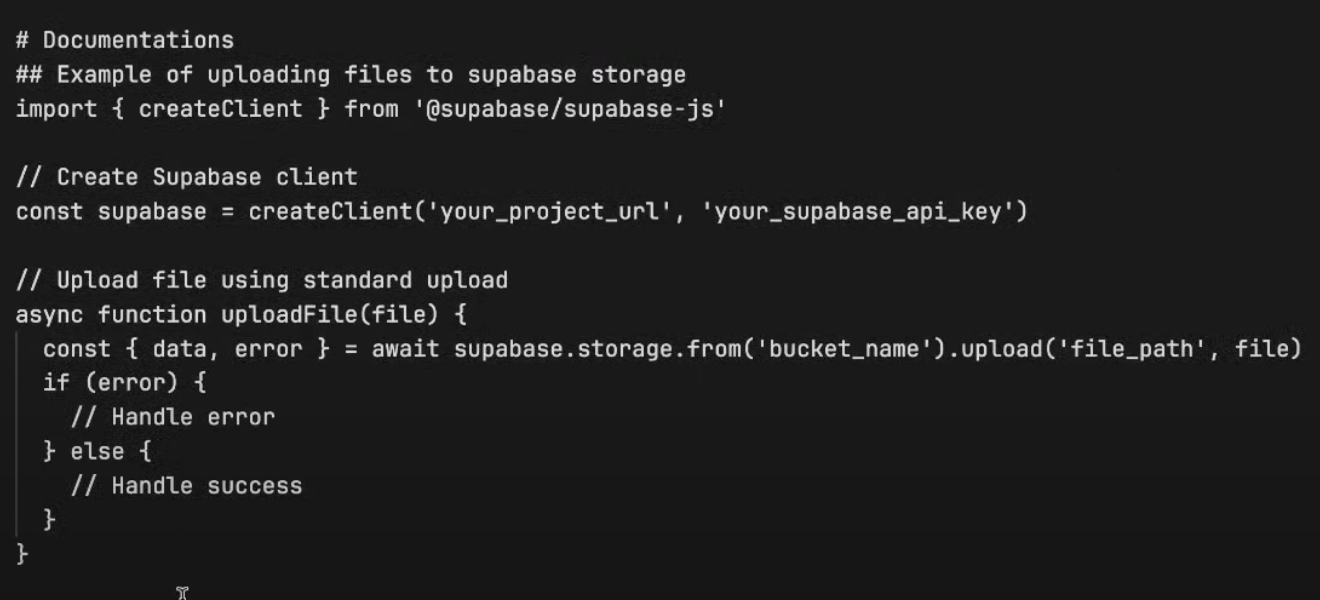 # Documentations
## Example of uploading files to supabase storage
import { createClient } from '@supabase/supabase-js'
// Create Supabase client
const supabase = createClient('your_project_url', 'your_supabase_api_key')
// Upload file using standard upload
async function uploadFile(file) {
  const { data, error } = await supabase.storage.from('bucket_name').upload('file_path', file)
  if (error) {
    // Handle error
  } else {
    // Handle success
  }
}